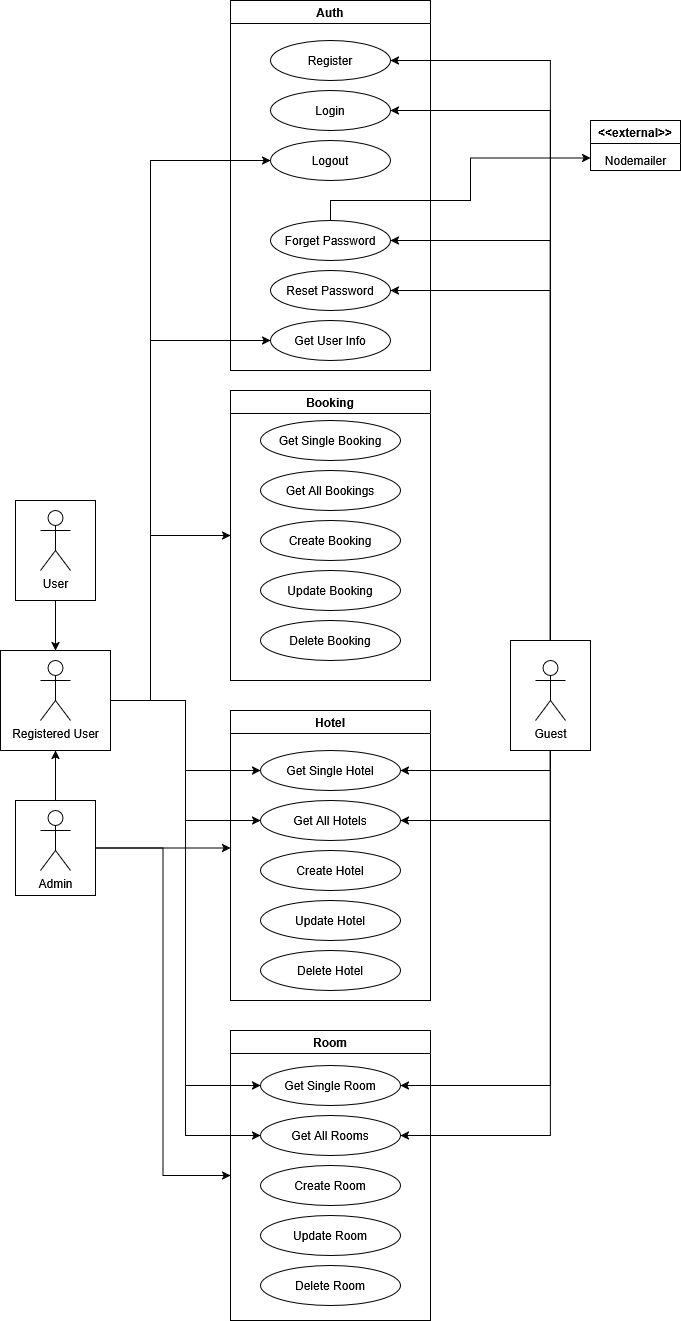 Auth
Register
Login
Logout
Forget Password
Reset Password
Get User Info
<<external>>
Nodemailer
Booking
Get Single Booking
Get All Bookings
Create Booking
Update Booking
Delete Booking
User
Registered User
Admin
Guest
Hotel
Get Single Hotel
Get All Hotels
Create Hotel
Update Hotel
Delete Hotel
Room
Get Single Room
Get All Rooms
Create Room
Update Room
Delete Room